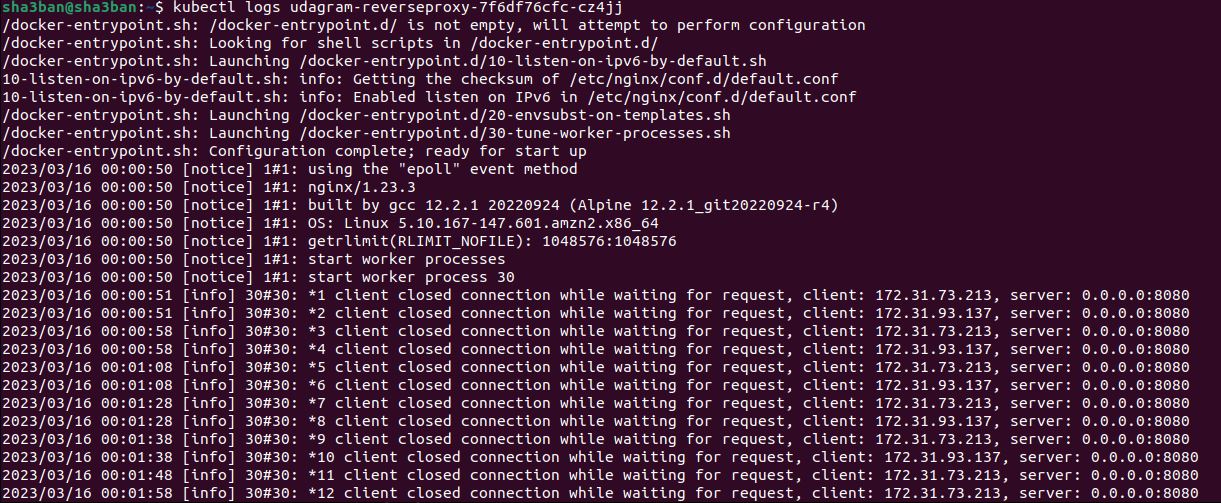 sha3ban@sha3ban:~$ kubectl logs udagram-reverseproxy-7f6df76cfc-cz4jj
/docker-entrypoint.sh: /docker-entrypoint.d/ is not empty, will attempt to perform configuration
/docker-entrypoint.sh: Looking for shell scripts in /docker-entrypoint.d/
/docker-entrypoint.sh: Launching /docker-entrypoint.d/10-listen-on-ipv6-by-default.sh
10-listen-on-ipv6-by-default.sh: info: Getting the checksum of /etc/nginx/conf.d/default.conf
10-listen-on-ipv6-by-default.sh: info: Enabled listen on IPv6 in /etc/nginx/conf.d/default.conf
/docker-entrypoint.sh: Launching /docker-entrypoint.d/20-envsubst-on-templates.sh
/docker-entrypoint.sh: Launching /docker-entrypoint.d/30-tune-worker-processes.sh
/docker-entrypoint.sh: Configuration complete; ready for start up
2023/03/16 00:00:50 [notice] 1#1: using the "epoll" event method
2023/03/16 00:00:50 [notice] 1#1: nginx/1.23.3
2023/03/16 00:00:50 [notice] 1#1: built by gcc 12.2.1 20220924 (Alpine 12.2.1_git20220924-r4)
2023/03/16 00:00:50 [notice] 1#1: OS: Linux 5.10.167-147.601.amzn2.x86_64
2023/03/16 00:00:50 [notice] 1#1: getrlimit(RLIMIT_NOFILE): 1048576:1048576
2023/03/16 00:00:50 [notice] 1#1: start worker processes
2023/03/16 00:00:50 [notice] 1#1: start worker process 30
2023/03/16 00:00:51 [info] 30#30: *1 client closed connection while waiting for request, client: 172.31.73.213, server: 0.0.0.0:8080
2023/03/16 00:00:51 [info] 30#30: *2 client closed connection while waiting for request, client: 172.31.93.137, server: 0.0.0.0:8080
2023/03/16 00:00:58 [info] 30#30: *3 client closed connection while waiting for request, client: 172.31.73.213, server: 0.0.0.0:8080
2023/03/16 00:00:58 [info] 30#30: *4 client closed connection while waiting for request, client: 172.31.93.137, server: 0.0.0.0:8080
2023/03/16 00:01:08 [info] 30#30: *5 client closed connection while waiting for request, client: 172.31.73.213, server: 0.0.0.0:8080
2023/03/16 00:01:08 [info] 30#30: *6 client closed connection while waiting for request, client: 172.31.93.137, server: 0.0.0.0:8080
2023/03/16 00:01:28 [info] 30#30: *7 client closed connection while waiting for request, client: 172.31.73.213, server: 0.0.0.0:8080
2023/03/16 00:01:28 [info] 30#30: *8 client closed connection while waiting for request, client: 172.31.93.137, server: 0.0.0.0:8080
2023/03/16 00:01:38 [info] 30#30: *9 client closed connection while waiting for request, client: 172.31.73.213, server: 0.0.0.0:8080
2023/03/16 00:01:38 [info] 30#30: *10 client closed connection while waiting for request, client: 172.31.93.137, server: 0.0.0.0:8080
2023/03/16 00:01:48 [info] 30#30: *11 client closed connection while waiting for request, client: 172.31.73.213, server: 0.0.0.0:8080
2023/03/16 00:01:58 [info] 30#30: *12 client closed connection while waiting for request, client: 172.31.73.213, server: 0.0.0.0:8080